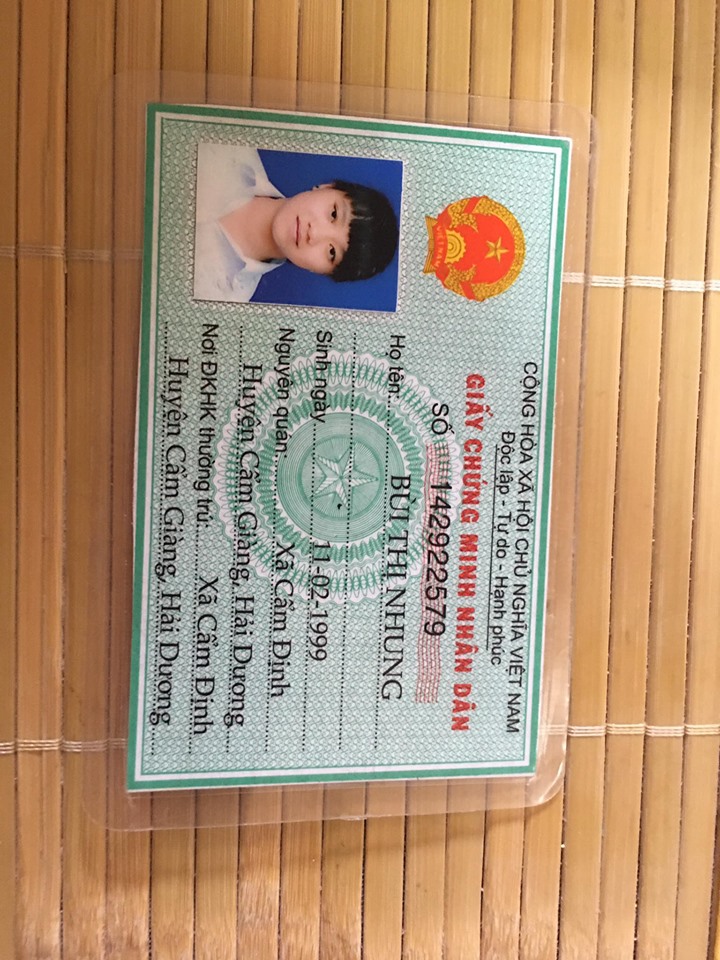 CỘNG HÒA XÃ HỘI CHỦ NGHĨA VIỆT NAM
Độc lập - Tự do - Hạnh phúc
GIẤY CHỨNG MINH NHÂN DÂN
SỐ 142922579
VIỆT NAM
Họ tên: BÙI THỊ NHUNG
Sinh ngày 11-02-1999
Nguyên quán: Xã Cẩm Định
Huyện Cẩm Giàng, Hải Dương
Nơi ĐKHK thường trú: Xã Cẩm Định
Huyện Cẩm Giàng, Hải Dương